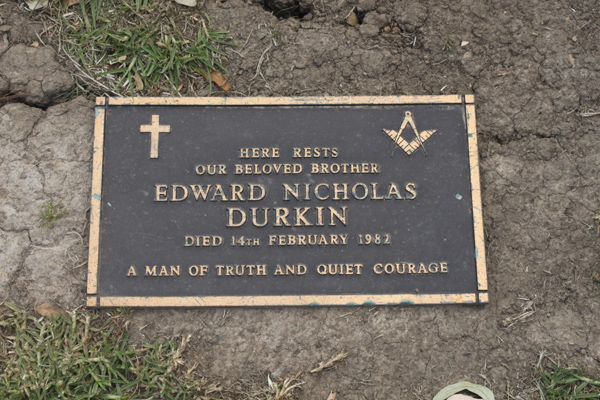 HERE RESTS
OUR BELOVED BROTHER
EDWARD NICHOLAS
DURKIN
DIED 14TH FEBRUARY 1982
A MAN OF TRUTH AND QUIET COURAGE